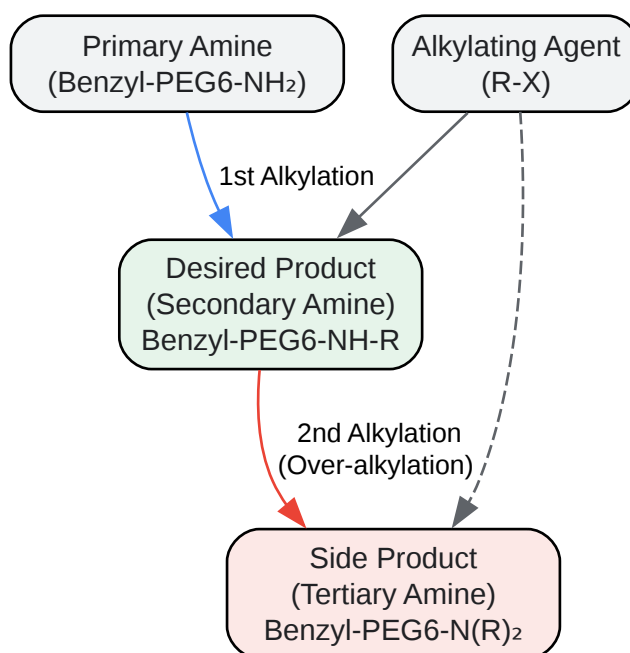 Primary Amine
(Benzyl-PEG6-NH₂)
Alkylating Agent
(R-X)
1st Alkylation
Desired Product
(Secondary Amine)
Benzyl-PEG6-NH-R
2nd Alkylation
(Over-alkylation)
Side Product
(Tertiary Amine)
Benzyl-PEG6-N(R)₂